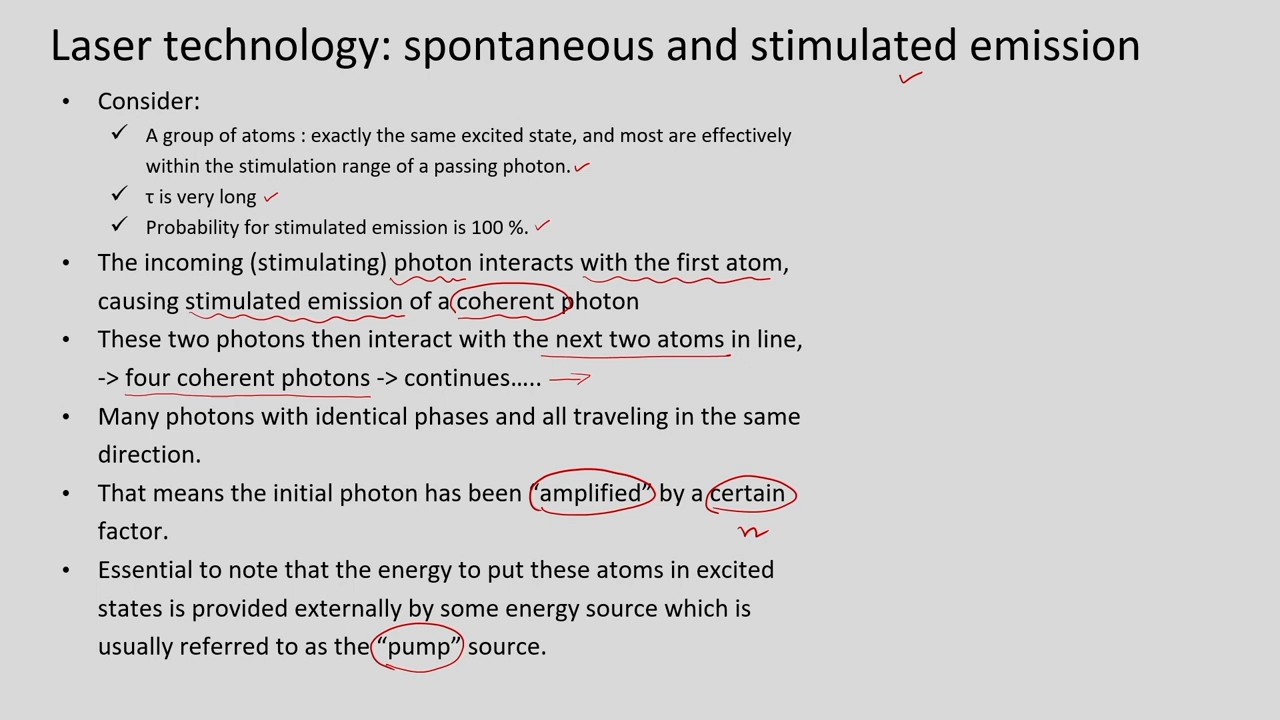 Laser technology: spontaneous and stimulated emission
• Consider:
✓ A group of atoms : exactly the same excited state, and most are effectively
within the stimulation range of a passing photon.
✓ τ is very long
✓ Probability for stimulated emission is 100 %.
• The incoming (stimulating) photon interacts with the first atom,
causing stimulated emission of a coherent photon
• These two photons then interact with the next two atoms in line,
-> four coherent photons -> continues…..
• Many photons with identical phases and all traveling in the same
direction.
• That means the initial photon has been “amplified” by a certain
factor.
n
• Essential to note that the energy to put these atoms in excited
states is provided externally by some energy source which is
usually referred to as the “pump” source.